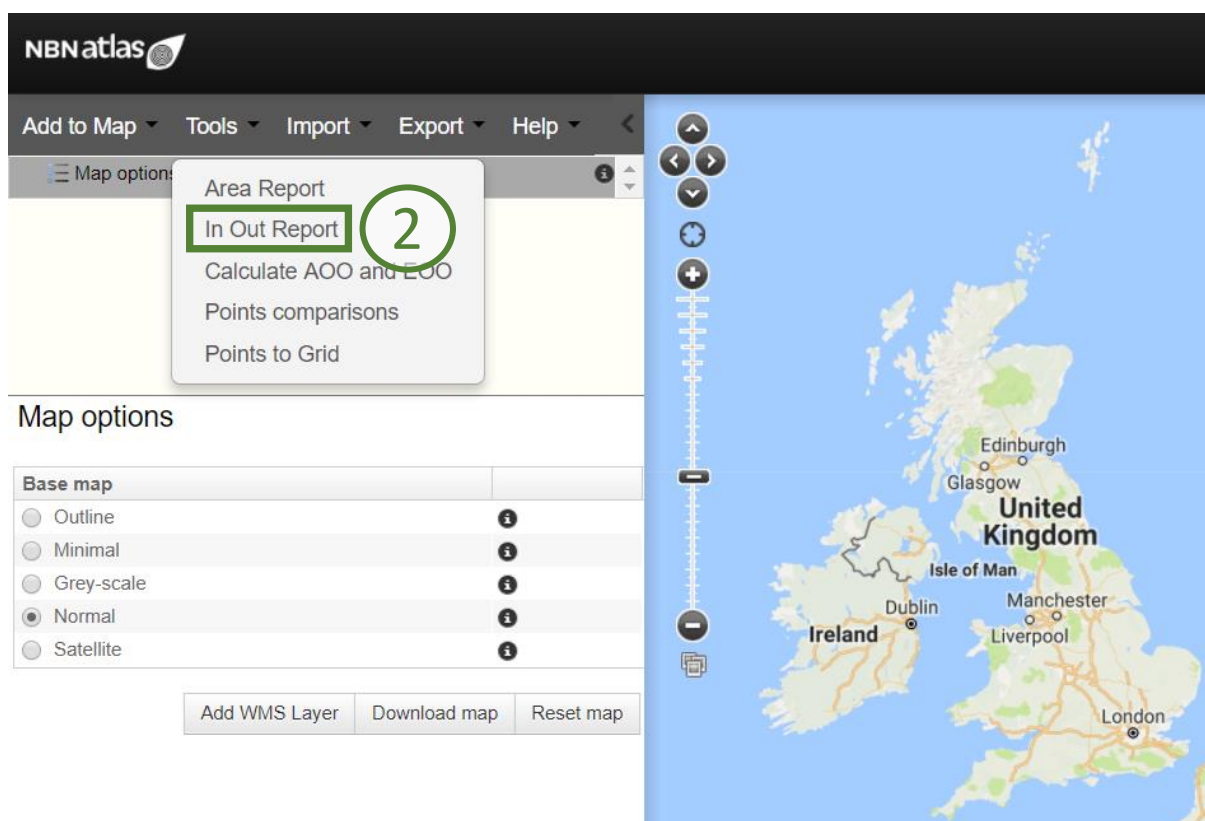 NBN atlas
Add to Map Tools Import Export Help
Map options
Area Report
In Out Report 2
Calculate AOO and EOO
Points comparisons
Points to Grid
Map options
Base map
Outline
Minimal
Grey-scale
Normal
Satellite
Add WMS Layer Download map Reset map
Edinburgh
Glasgow
United
Kingdom
Isle of Man
Dublin
Manchester
Ireland
Liverpool
London